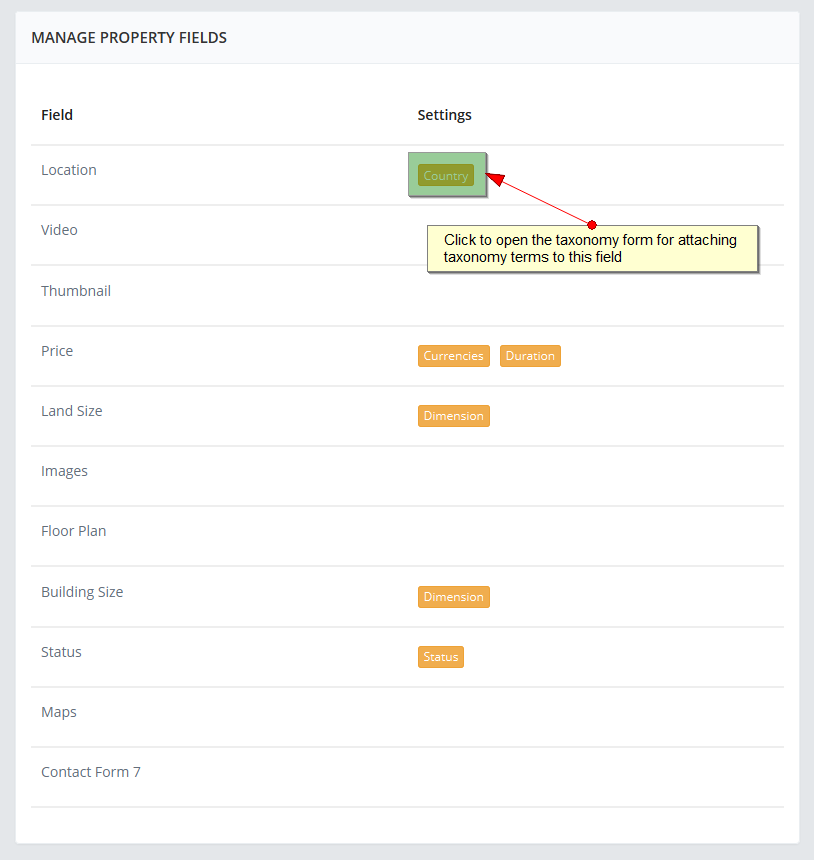 MANAGE PROPERTY FIELDS
Field Settings
Location Country
Video
Click to open the taxonomy form for attaching
taxonomy terms to this field
Thumbnail
Price Currencies Duration
Land Size Dimension
Images
Floor Plan
Building Size Dimension
Status Status
Maps
Contact Form 7